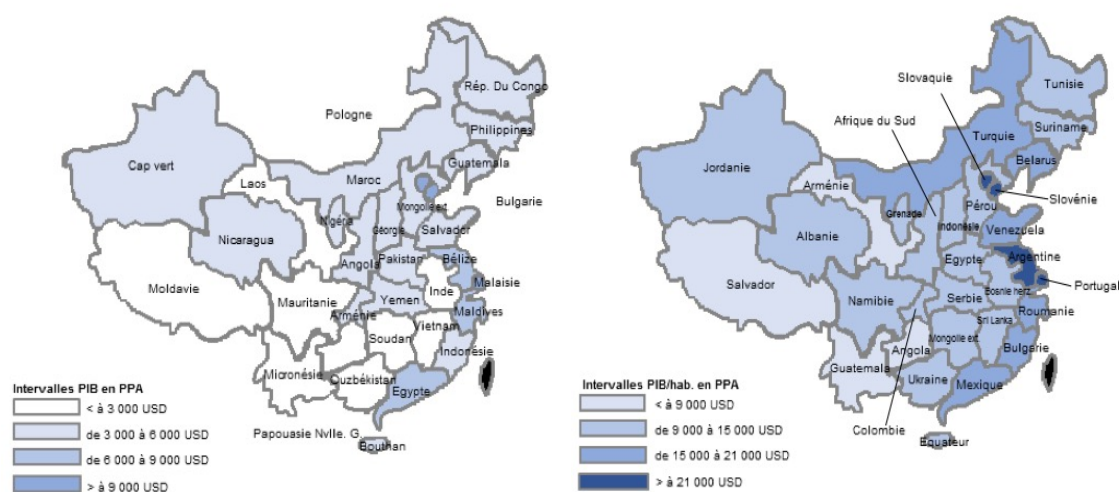 Rép. Du Congo
Pologne
Philippines
Cap vert
Guatemala
Laos
Maroc
Bulgarie
Mongolie ext.
Nigéria
Salvador
Géorgie
Nicaragua
Pakistan
Bélize
Angola
Malaisie
Moldavie
Inde
Mauritanie
Yemen
Maldives
Arménie
Vietnam
Soudan
Indonésie
Micronésie
Ouzbékistan
Egypte
Papouasie Nvlle. G.
Bouthan
Intervalles PIB en PPA
< à 3 000 USD
de 3 000 à 6 000 USD
de 6 000 à 9 000 USD
> à 9 000 USD
Slovaquie
Tunisie
Afrique du Sud
Suriname
Turquie
Belarus
Jordanie
Arménie
Slovénie
Pérou
Grenade
Indonésie
Venezuela
Albanie
Egypte
Argentine
Salvador
Bosnie herz.
Portugal
Namibie
Serbie
Roumanie
Sri Lanka
Mongolie ext.
Angola
Bulgarie
Guatemala
Ukraine
Mexique
Colombie
Equateur
Intervalles PIB/hab. en PPA
< à 9 000 USD
de 9 000 à 15 000 USD
de 15 000 à 21 000 USD
> à 21 000 USD